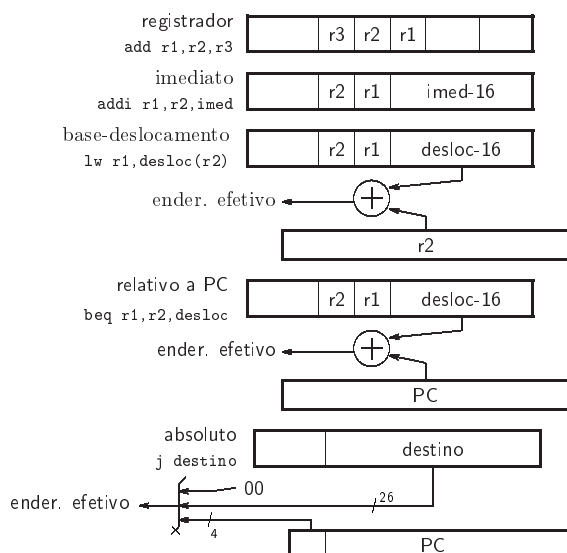 registrador
r3 r2 r1
add r1,r2,r3
imediato
r2 r1 imed-16
addi r1,r2,imed
base-deslocamento
r2 r1 desloc-16
lw r1,desloc(r2)
ender. efetivo
+
r2
relativo a PC
r2 r1 desloc-16
beq r1,r2,desloc
ender. efetivo
+
PC
absoluto
destino
j destino
00
26
ender. efetivo
4
PC